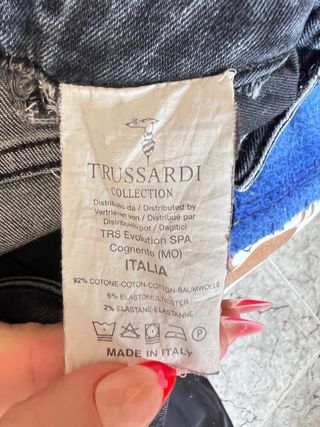 TRUSSARDI
COLLECTION
Distribuito da / Distributed by
Vertrieben von / Distribué par
Distribuidos por / Dagitici
TRS Evolution SPA
Cognento (MO)
ITALIA
92% COTONE-COTON-COTTON-BAUMWOLLE
6% ELASTOMULTIESTER
2% ELASTANE-ELASTANNE
P
MADE IN ITALY